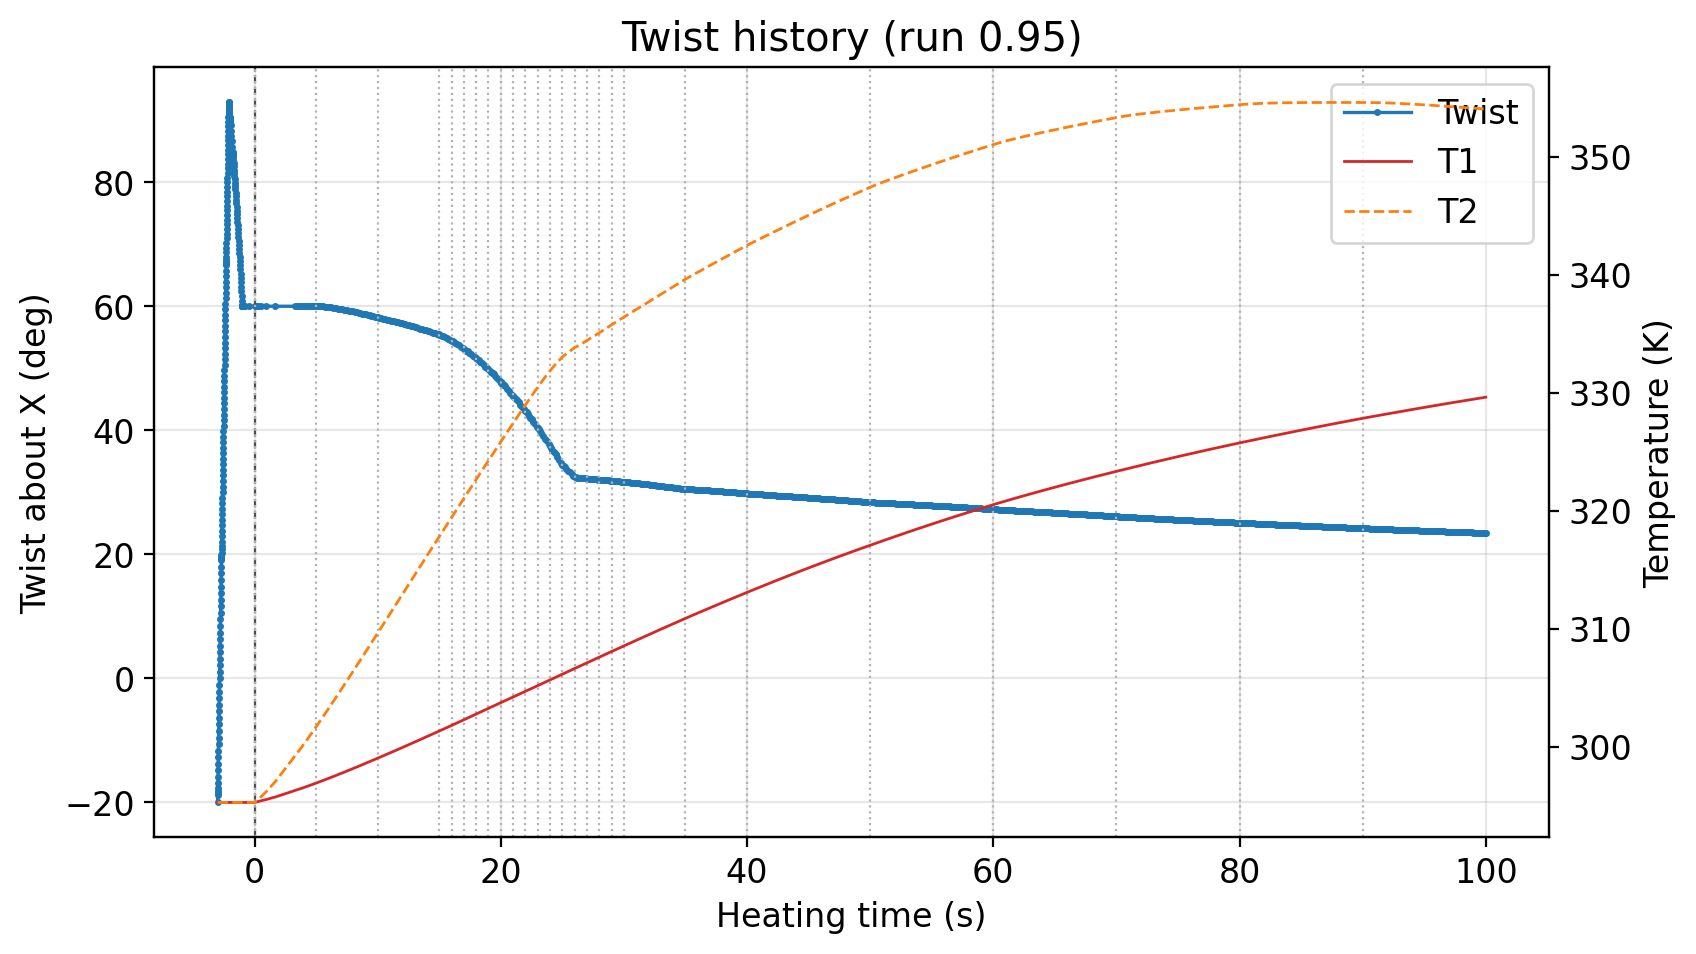 Twist history (run 0.95)
Twist
T1
T2
80
60
40
20
0
−20
Twist about X (deg)
350
340
330
320
310
300
Temperature (K)
0 20 40 60 80 100
Heating time (s)